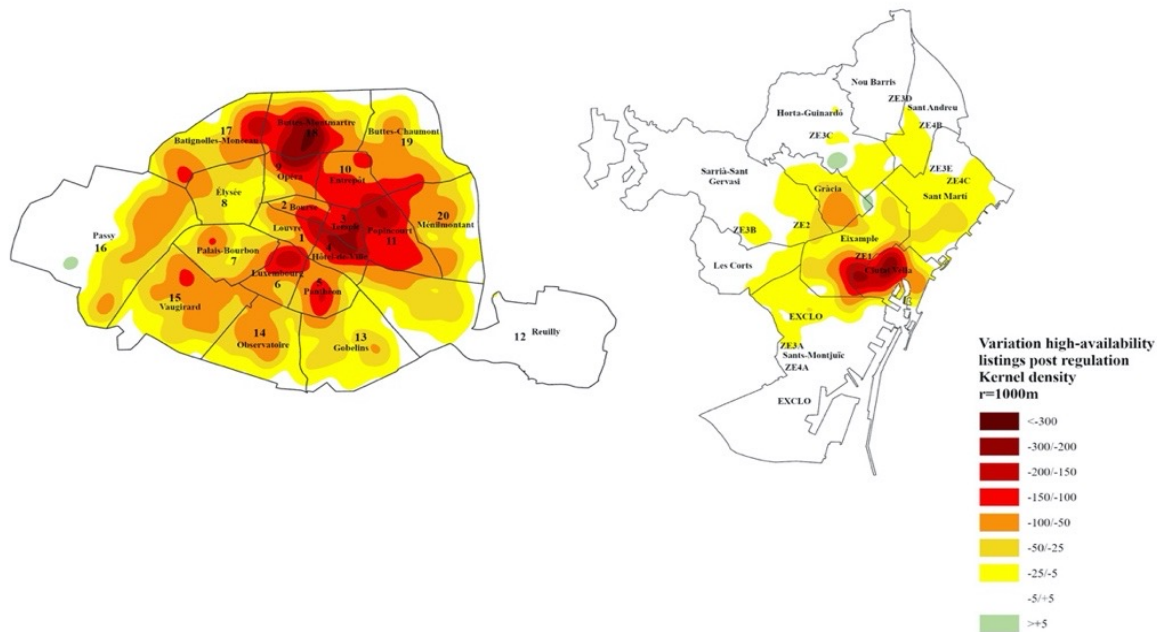 17
Batignolles-Monceau
Buttes-Montmartre
18
Buttes-Chaumont
19
9
Opéra
10
Entrepôt
Élysée
8
2 Bourse
Louvre
1
3
Temple
4
Hôtel-de-Ville
Popincourt
11
20
Ménilmontant
Passy
16
Palais-Bourbon
7
Luxembourg
6
5
Panthéon
15
Vaugirard
14
Observatoire
13
Gobelins
12 Reuilly
Nou Barris
ZE3D
Sant Andreu
Horta-Guinardó
ZE4B
ZE3C
Sarrià-Sant
Gervasi
ZE3E
ZE4C
Gràcia
Sant Martí
ZE3B
ZE2
Eixample
Les Corts
ZE1
Ciutat Vella
EXCLO
ZE3A
Sants-Montjuïc
ZE4A
EXCLO
Variation high-availability
listings post regulation
Kernel density
r=1000m
<-300
-300/-200
-200/-150
-150/-100
-100/-50
-50/-25
-25/-5
-5/+5
>+5